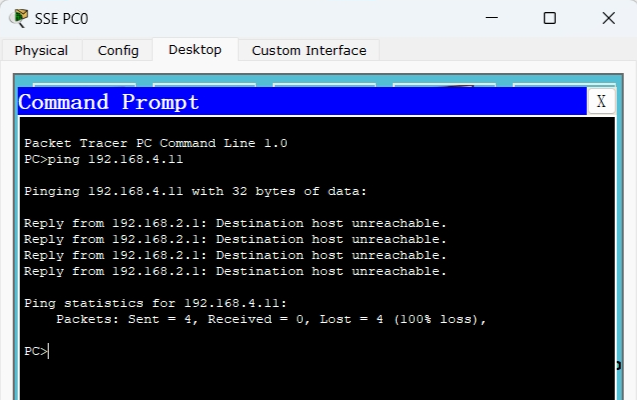 SSE PC0
Physical Config Desktop Custom Interface
Command Prompt
X
Packet Tracer PC Command Line 1.0
PC>ping 192.168.4.11
Pinging 192.168.4.11 with 32 bytes of data:
Reply from 192.168.2.1: Destination host unreachable.
Reply from 192.168.2.1: Destination host unreachable.
Reply from 192.168.2.1: Destination host unreachable.
Reply from 192.168.2.1: Destination host unreachable.
Ping statistics for 192.168.4.11:
Packets: Sent = 4, Received = 0, Lost = 4 (100% loss),
PC>